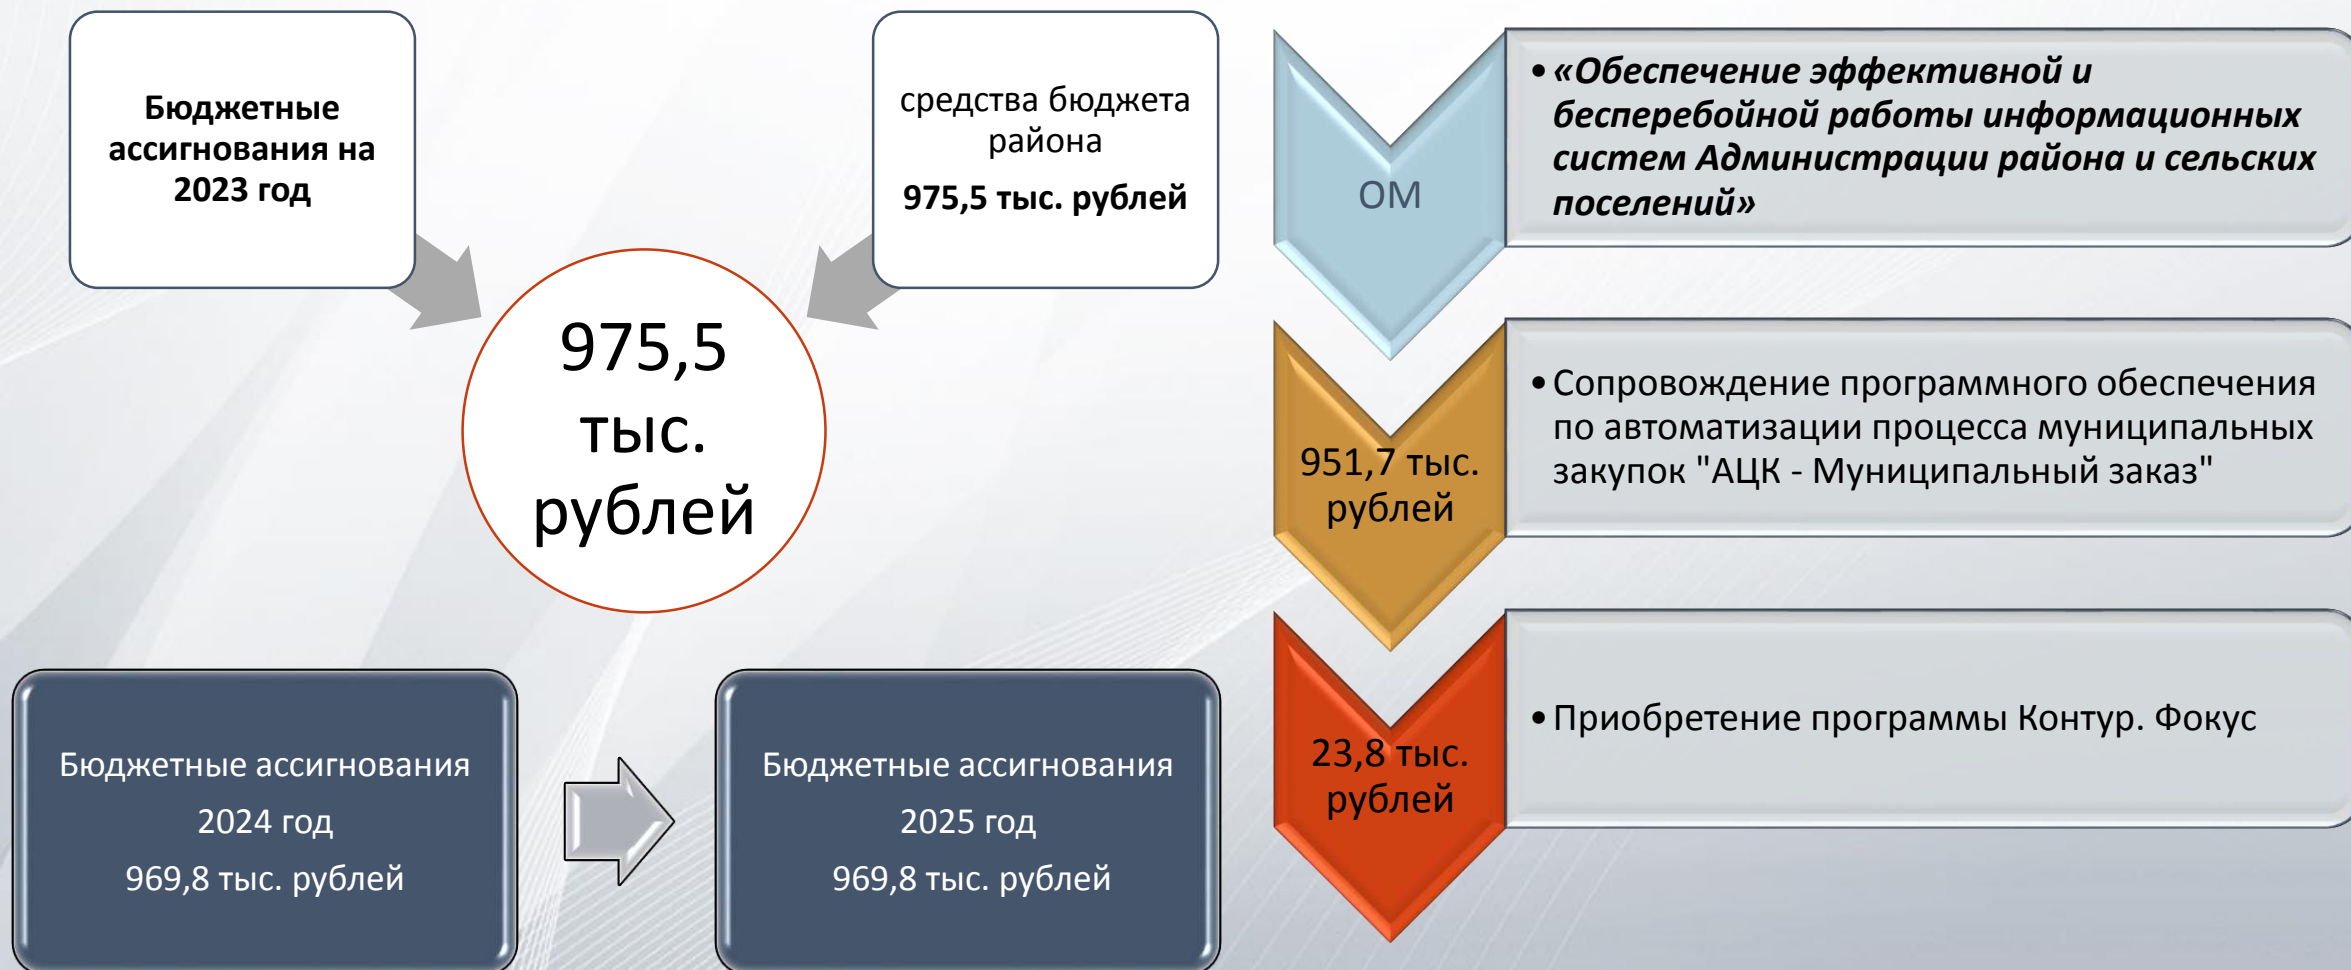 Бюджетные
ассигнования на
2023 год
средства бюджета
района
975,5 тыс. рублей
975,5
тыс.
рублей
Бюджетные ассигнования
2024 год
969,8 тыс. рублей
Бюджетные ассигнования
2025 год
969,8 тыс. рублей
ОМ
•«Обеспечение эффективной и
бесперебойной работы информационных
систем Администрации района и сельских
поселений»
951,7 тыс.
рублей
•Сопровождение программного обеспечения
по автоматизации процесса муниципальных
закупок "АЦК - Муниципальный заказ"
23,8 тыс.
рублей
•Приобретение программы Контур. Фокус